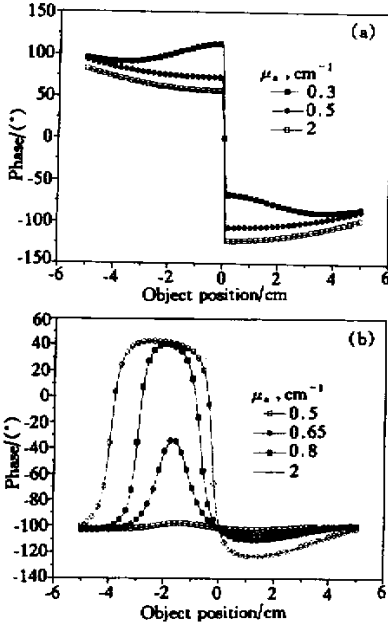 150
(a)
100
μₐ, cm⁻¹
50
0.3
0
0.5
2
-50
-100
-150
-6 -4 -2 0 2 4 6
Phase/(°)
Object position/cm
60
(b)
40
20
μₐ, cm⁻¹
0
0.5
-20
0.65
-40
0.8
-60
2
-80
-100
-120
-140
-6 -4 -2 0 2 4 6
Phase/(°)
Object position/cm